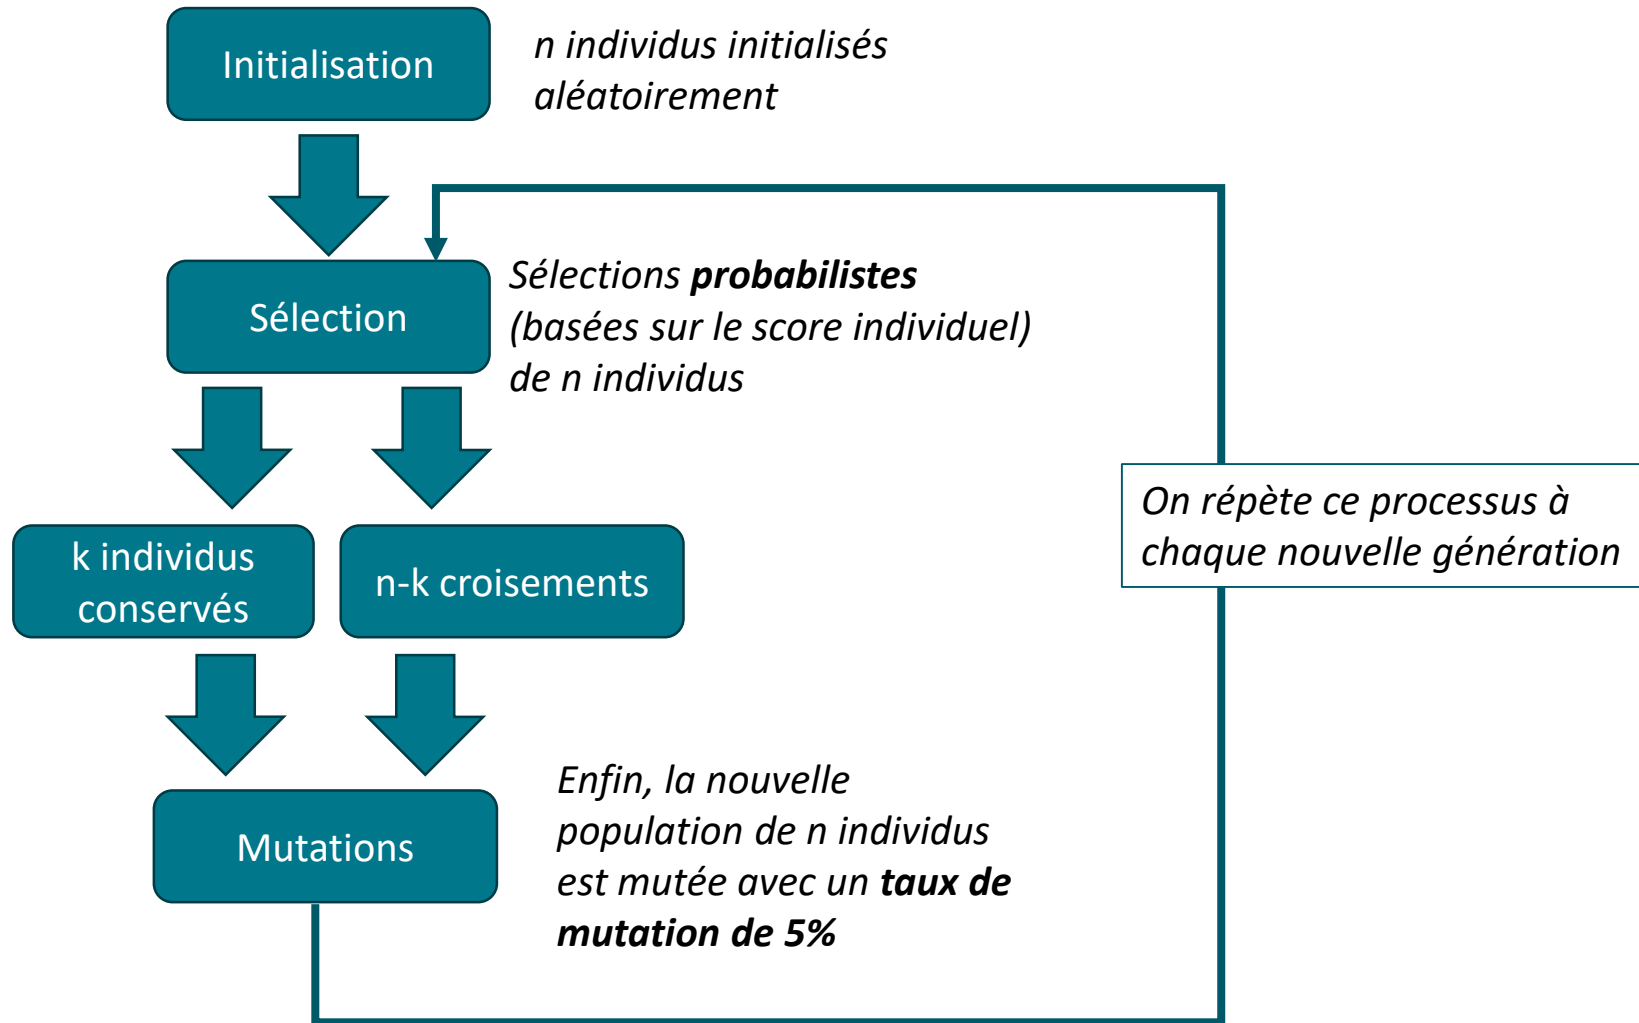 Initialisation
n individus initialisés
aléatoirement
Sélection
Sélections probabilistes
(basées sur le score individuel)
de n individus
k individus
conservés
n-k croisements
On répète ce processus à
chaque nouvelle génération
Mutations
Enfin, la nouvelle
population de n individus
est mutée avec un taux de
mutation de 5%